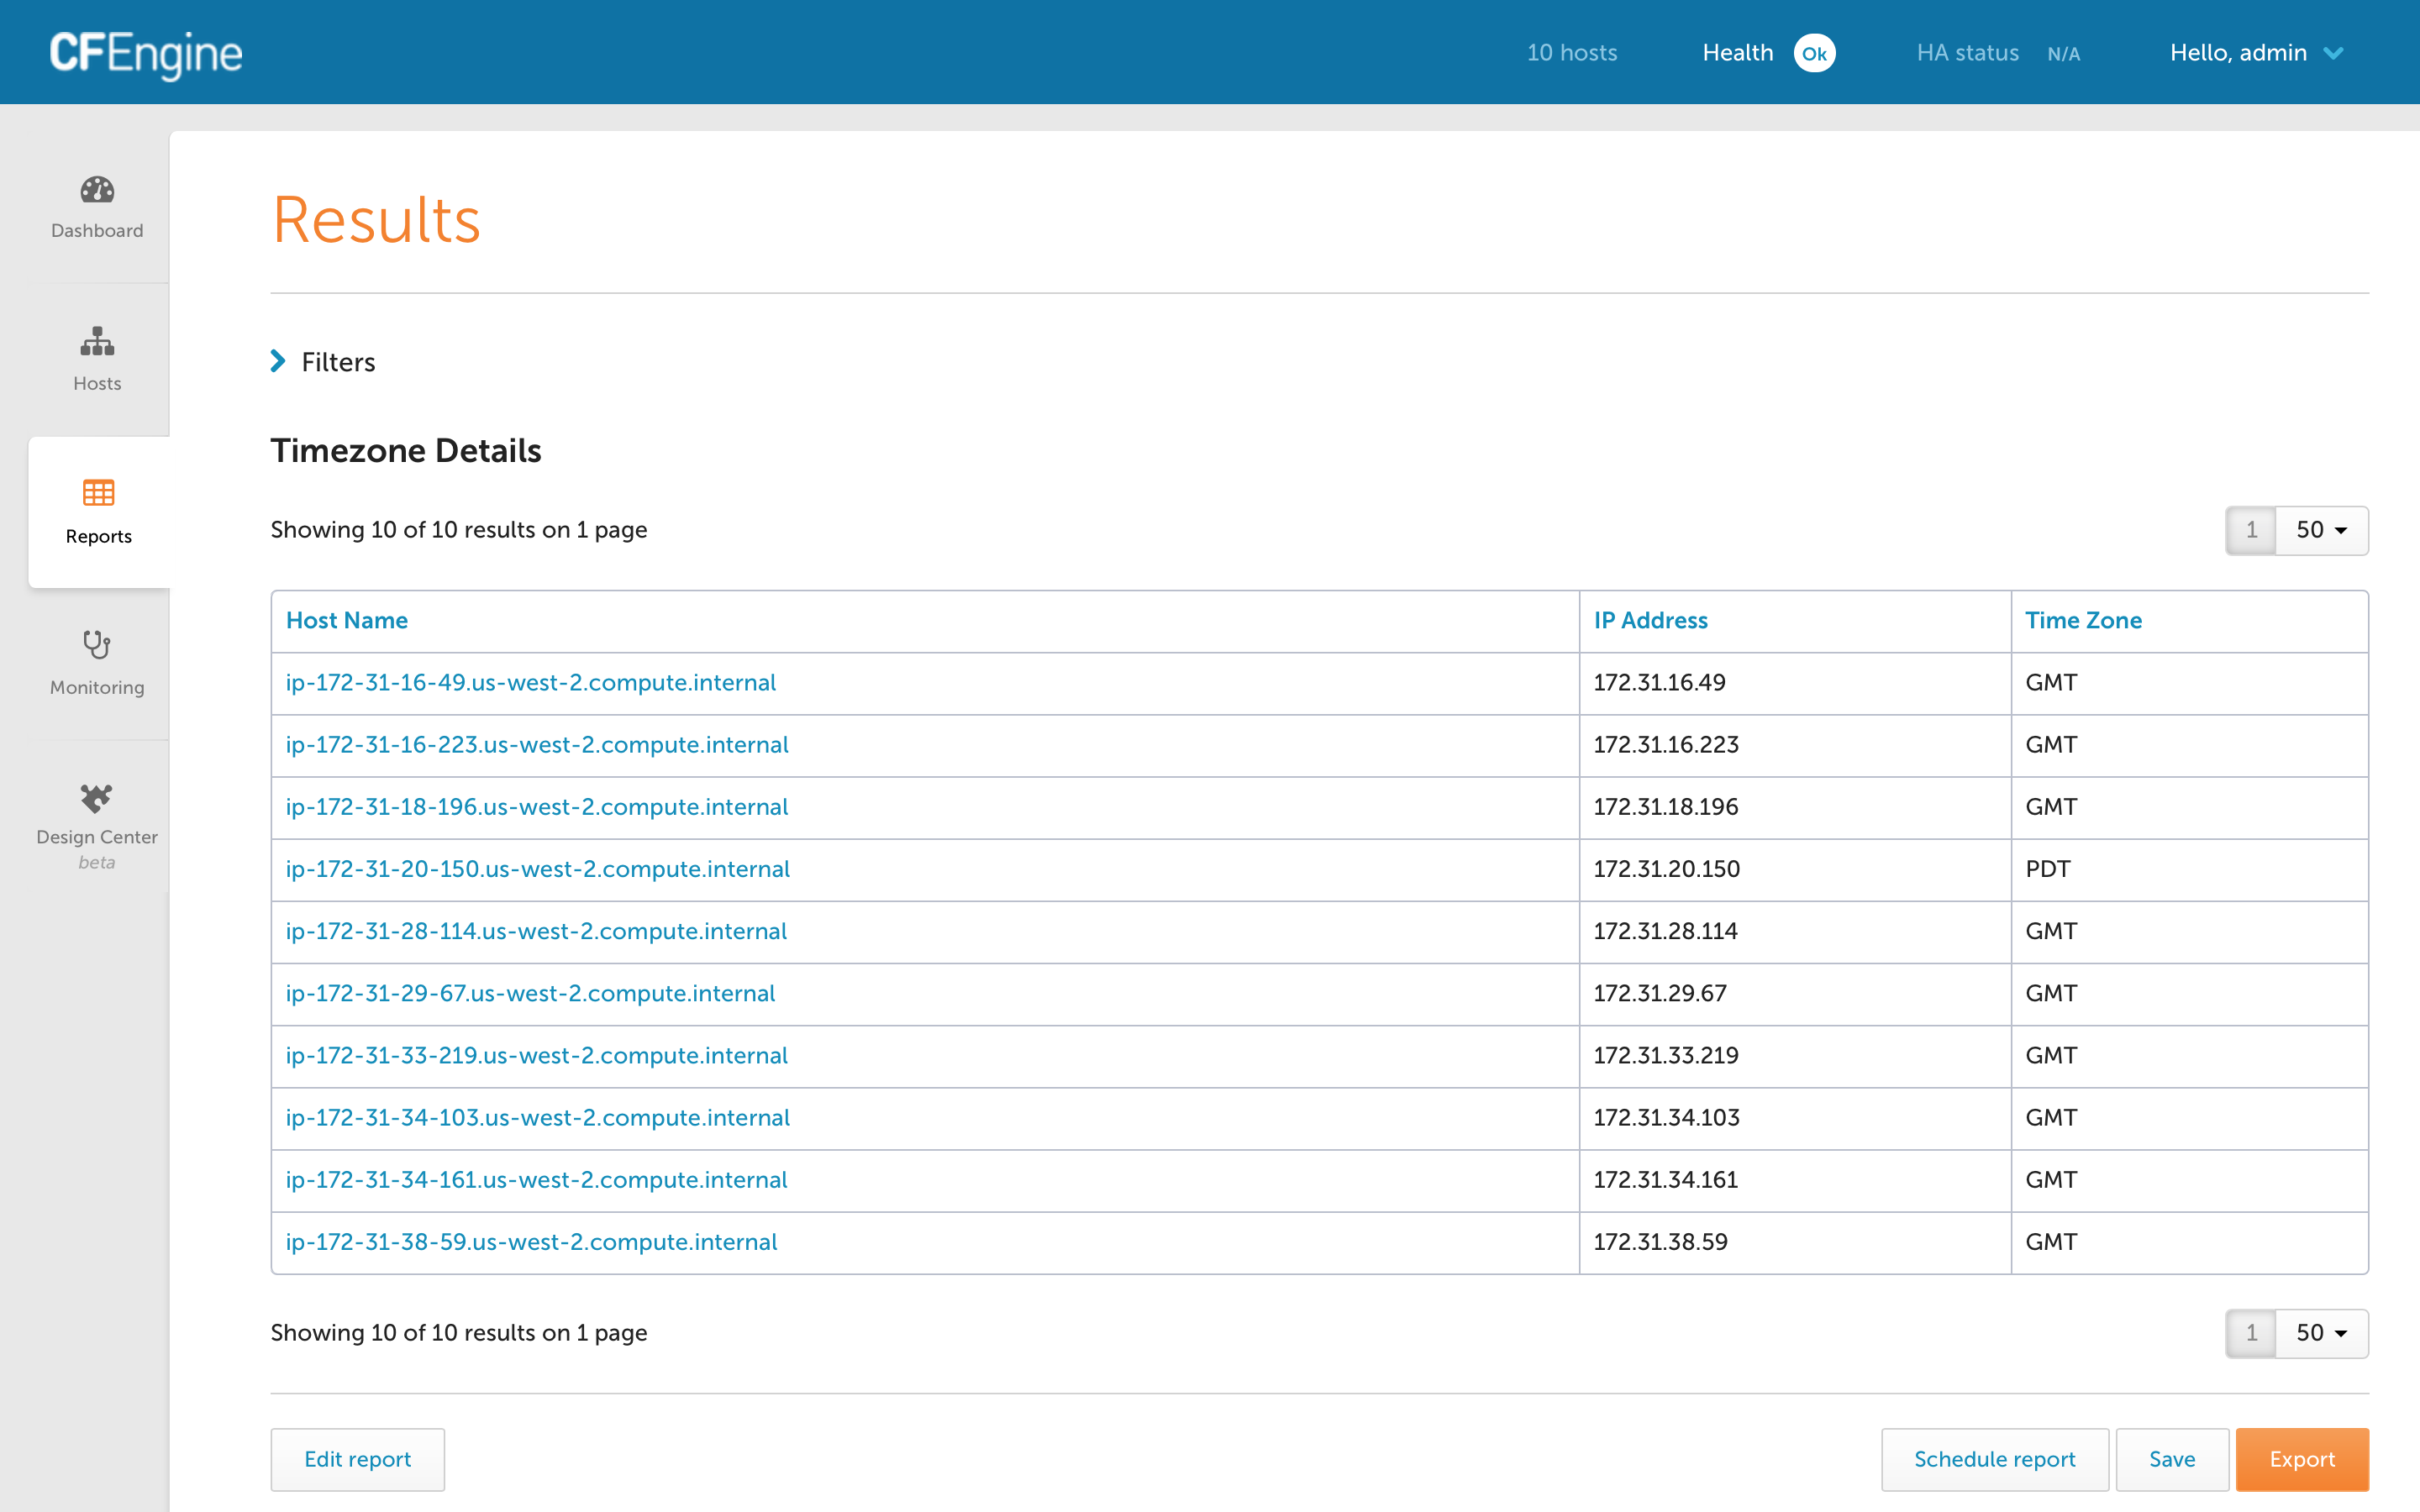 CFEngine
10 hosts Health Ok HA status N/A Hello, admin
Dashboard
Hosts
Reports
Monitoring
Design Center
beta
Results
Filters
Timezone Details
Showing 10 of 10 results on 1 page 1 50
Host Name IP Address Time Zone
ip-172-31-16-49.us-west-2.compute.internal 172.31.16.49 GMT
ip-172-31-16-223.us-west-2.compute.internal 172.31.16.223 GMT
ip-172-31-18-196.us-west-2.compute.internal 172.31.18.196 GMT
ip-172-31-20-150.us-west-2.compute.internal 172.31.20.150 PDT
ip-172-31-28-114.us-west-2.compute.internal 172.31.28.114 GMT
ip-172-31-29-67.us-west-2.compute.internal 172.31.29.67 GMT
ip-172-31-33-219.us-west-2.compute.internal 172.31.33.219 GMT
ip-172-31-34-103.us-west-2.compute.internal 172.31.34.103 GMT
ip-172-31-34-161.us-west-2.compute.internal 172.31.34.161 GMT
ip-172-31-38-59.us-west-2.compute.internal 172.31.38.59 GMT
Showing 10 of 10 results on 1 page 1 50
Edit report Schedule report Save Export